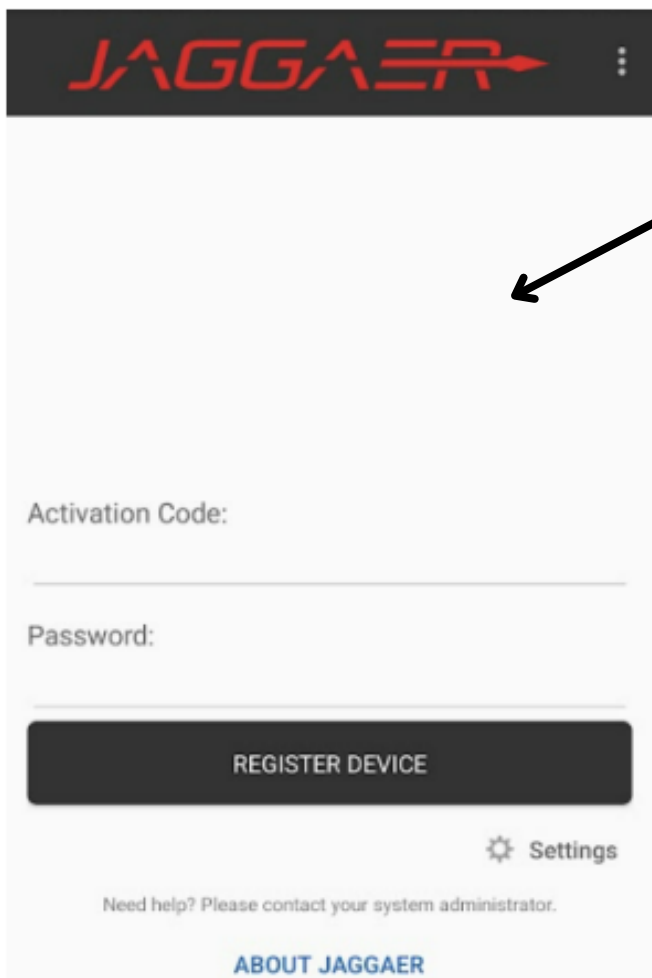 JAGGAER
Activation Code:
Password:
REGISTER DEVICE
Settings
Need help? Please contact your system administrator.
ABOUT JAGGAER